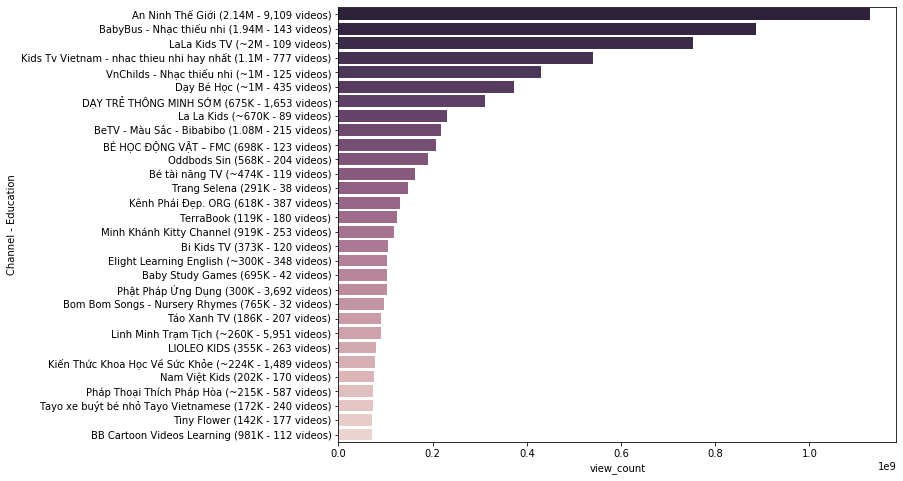 An Ninh Thế Giới (2.14M - 9,109 videos)
BabyBus - Nhạc thiếu nhi (1.94M - 143 videos)
LaLa Kids TV (~2M - 109 videos)
Kids Tv Vietnam - nhac thieu nhi hay nhất (1.1M - 777 videos)
VnChilds - Nhạc thiếu nhi (~1M - 125 videos)
Dạy Bé Học (~1M - 435 videos)
DẠY TRẺ THÔNG MINH SỚM (675K - 1,653 videos)
La La Kids (~670K - 89 videos)
BeTV - Màu Sắc - Bibabibo (1.08M - 215 videos)
BÉ HỌC ĐỘNG VẬT – FMC (698K - 123 videos)
Oddbods Sin (568K - 204 videos)
Bé tài năng TV (~474K - 119 videos)
Trang Selena (291K - 38 videos)
Kênh Phái Đẹp. ORG (618K - 387 videos)
TerraBook (119K - 180 videos)
Minh Khánh Kitty Channel (919K - 253 videos)
Bi Kids TV (373K - 120 videos)
Elight Learning English (~300K - 348 videos)
Baby Study Games (695K - 42 videos)
Phật Pháp Ứng Dụng (300K - 3,692 videos)
Bom Bom Songs - Nursery Rhymes (765K - 32 videos)
Táo Xanh TV (186K - 207 videos)
Linh Minh Trạm Tịch (~260K - 5,951 videos)
LIOLEO KIDS (355K - 263 videos)
Kiến Thức Khoa Học Về Sức Khỏe (~224K - 1,489 videos)
Nam Việt Kids (202K - 170 videos)
Pháp Thoại Thích Pháp Hòa (~215K - 587 videos)
Tayo xe buýt bé nhỏ Tayo Vietnamese (172K - 240 videos)
Tiny Flower (142K - 177 videos)
BB Cartoon Videos Learning (981K - 112 videos)
Channel - Education
0.0 0.2 0.4 0.6 0.8 1.0
1e9
view_count